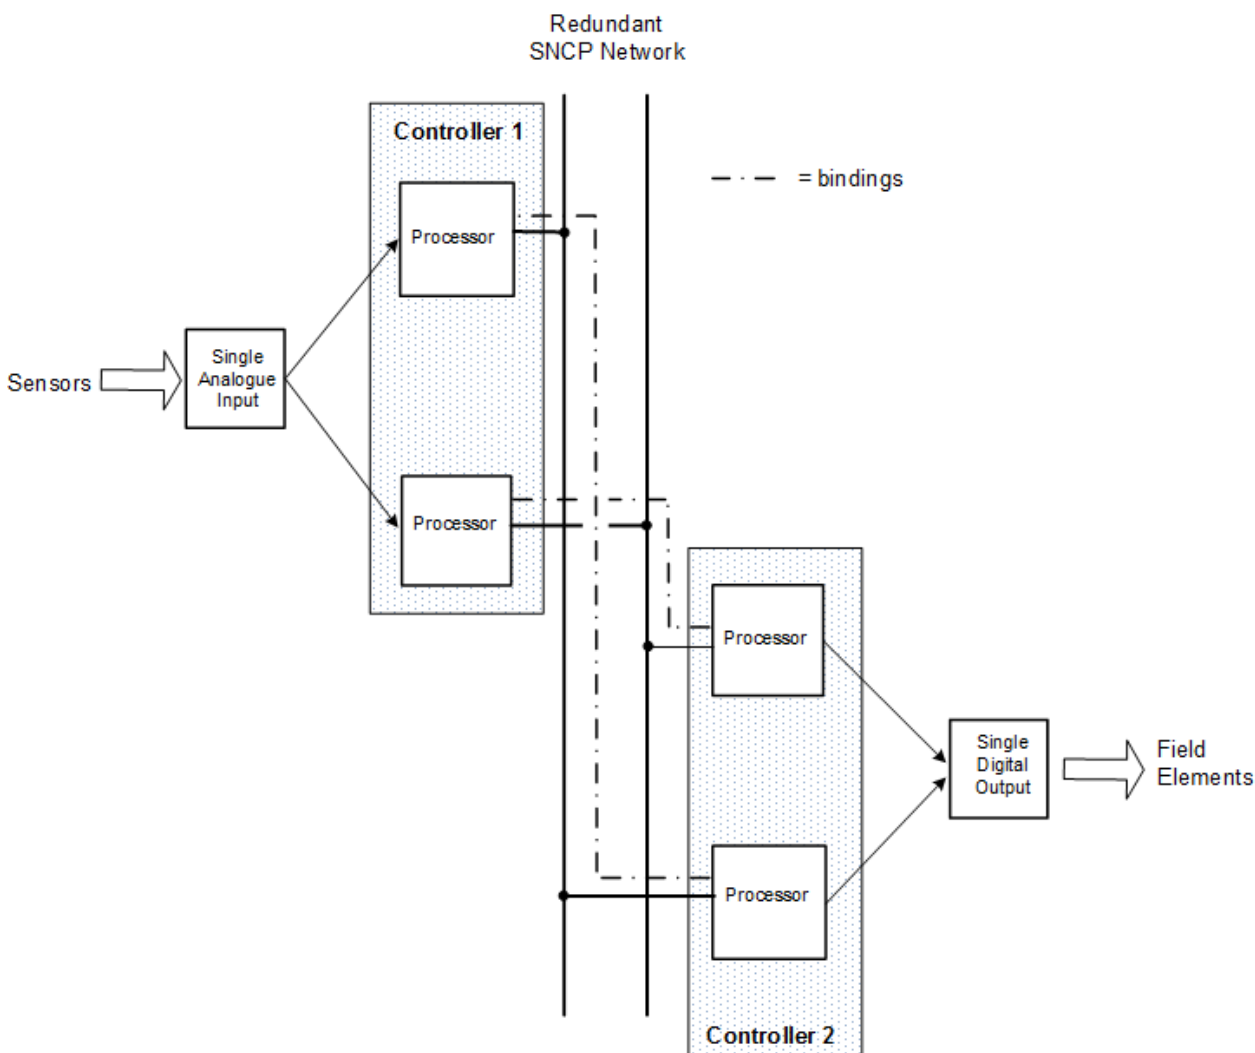 Redundant
SNCP Network
Controller 1
= bindings
Processor
Single
Analogue
Input
Sensors
Processor
Processor
Single
Digital
Output
Field
Elements
Processor
Controller 2